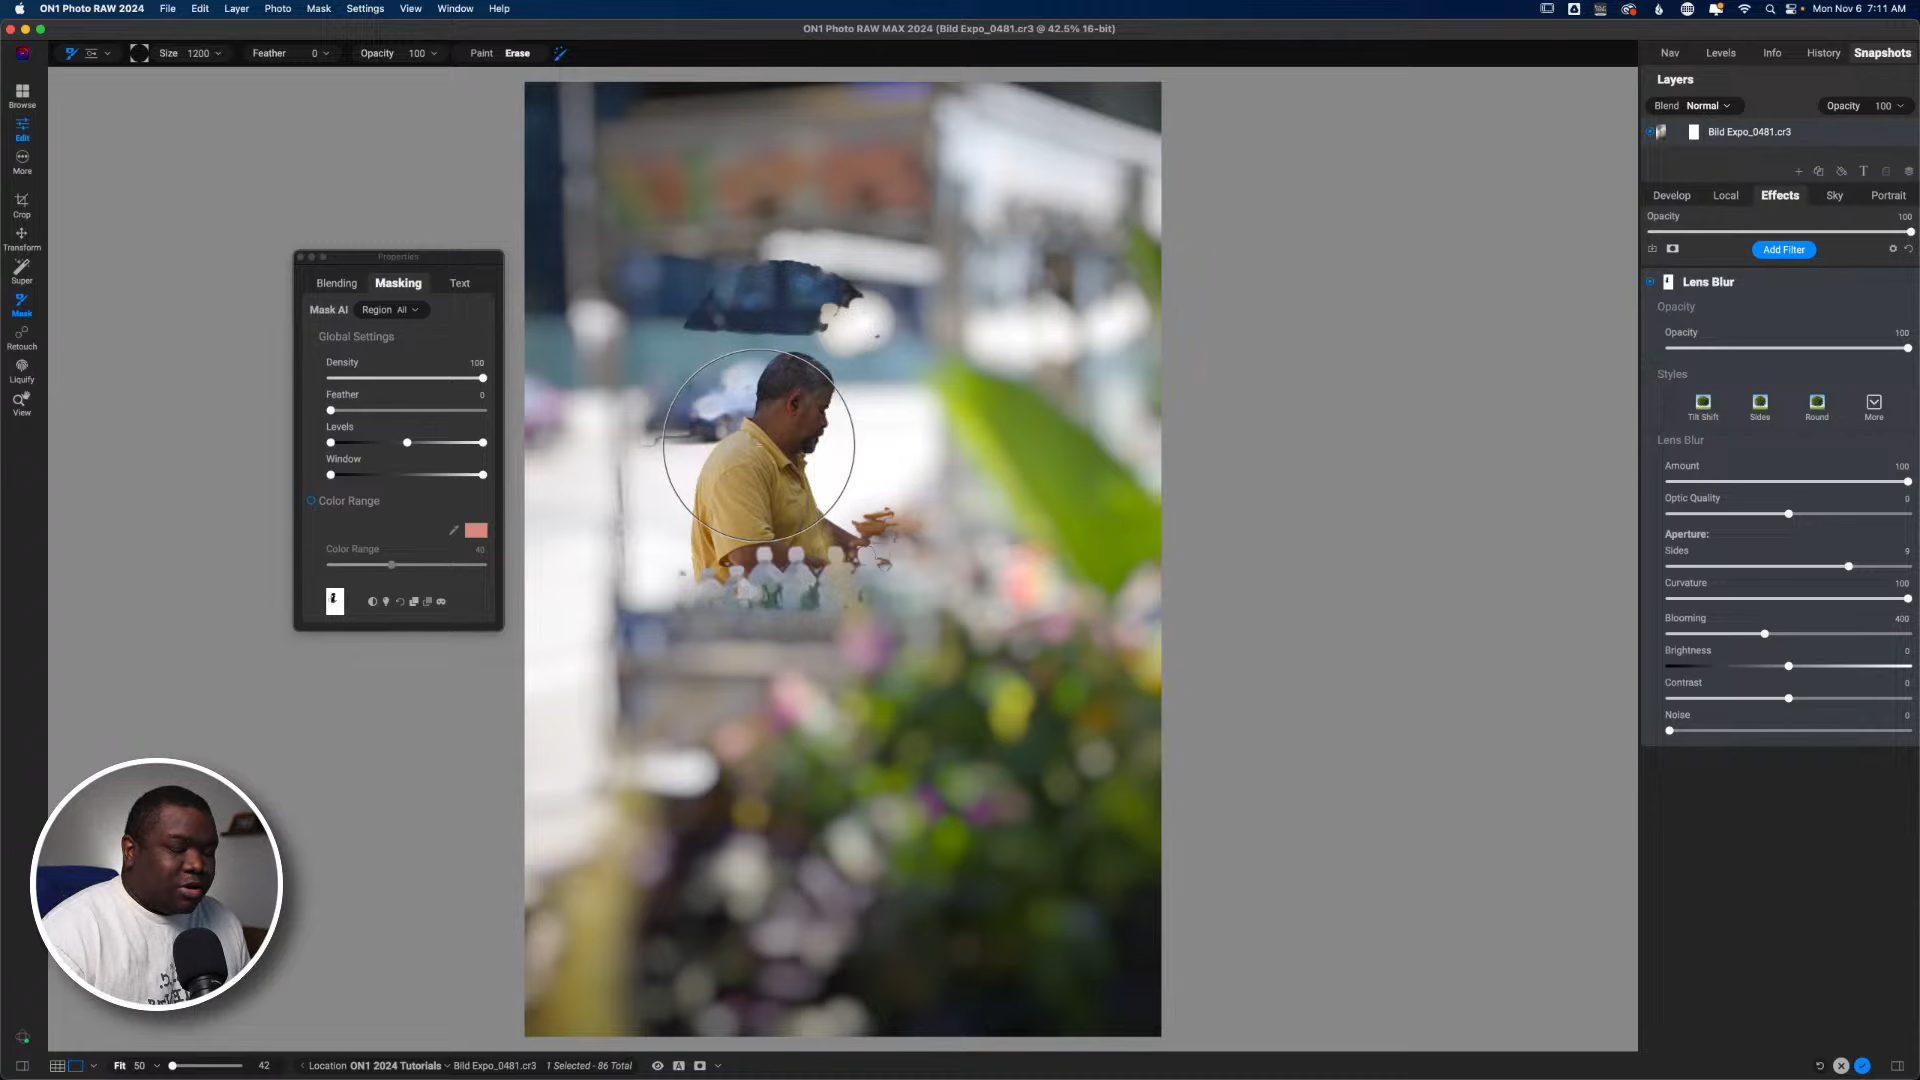 ON1 Photo RAW 2024 File Edit Layer Photo Mask Settings View Window Help Mon Nov 6 7:11 AM
ON1 Photo RAW MAX 2024 (Bild Expo_0481.cr3 @ 42.5% 16-bit)
Size 1200 Feather 0 Opacity 100 Paint Erase
Nav Levels Info History Snapshots
Browse
Edit
More
Crop
Transform
Super
Mask
Retouch
Liquify
View
Properties
Blending Masking Text
Mask AI Region All
Global Settings
Density 100
Feather 0
Levels
Window
Color Range
Color Range 40
Layers
Blend Normal Opacity 100
Bild Expo_0481.cr3
Develop Local Effects Sky Portrait
Opacity 100
Add Filter
Lens Blur
Opacity
Opacity 100
Styles
Tilt Shift Sides Round More
Lens Blur
Amount 100
Optic Quality 0
Aperture:
Sides 9
Curvature 100
Blooming 400
Brightness 0
Contrast 0
Noise 0
Fit 50 42 Location ON1 2024 Tutorials Bild Expo_0481.cr3 1 Selected - 86 Total